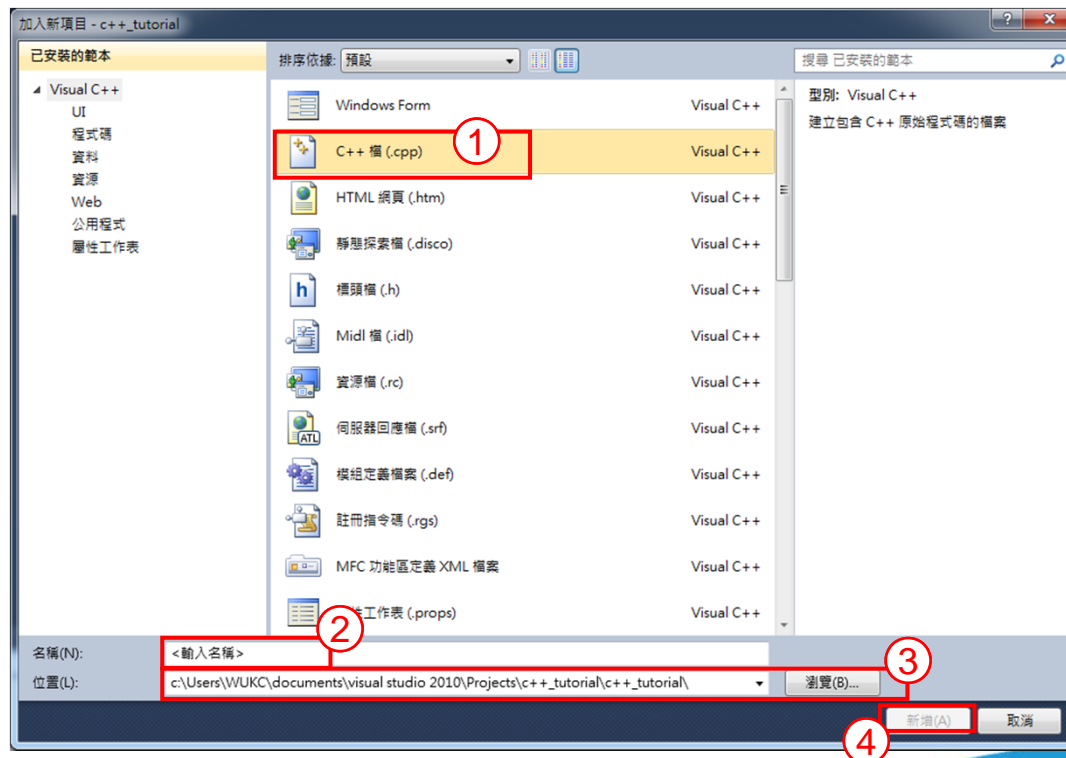 加入新項目 - c++_tutorial
已安裝的範本
Visual C++
UI
程式碼
資料
資源
Web
公用程式
屬性工作表
排序依據: 預設
Windows Form Visual C++
C++ 檔 (.cpp) Visual C++
1
HTML 網頁 (.htm) Visual C++
靜態探索檔 (.disco) Visual C++
h 標頭檔 (.h) Visual C++
Midl 檔 (.idl) Visual C++
資源檔 (.rc) Visual C++
ATL 伺服器回應檔 (.srf) Visual C++
模組定義檔案 (.def) Visual C++
註冊指令碼 (.rgs) Visual C++
MFC 功能區定義 XML 檔案 Visual C++
工作表 (.props) Visual C++
搜尋 已安裝的範本
型別: Visual C++
建立包含 C++ 原始程式碼的檔案
2
名稱(N): <輸入名稱>
3
位置(L): c:\Users\WUKC\documents\visual studio 2010\Projects\c++_tutorial\c++_tutorial\ 瀏覽(B)...
4
新增(A) 取消